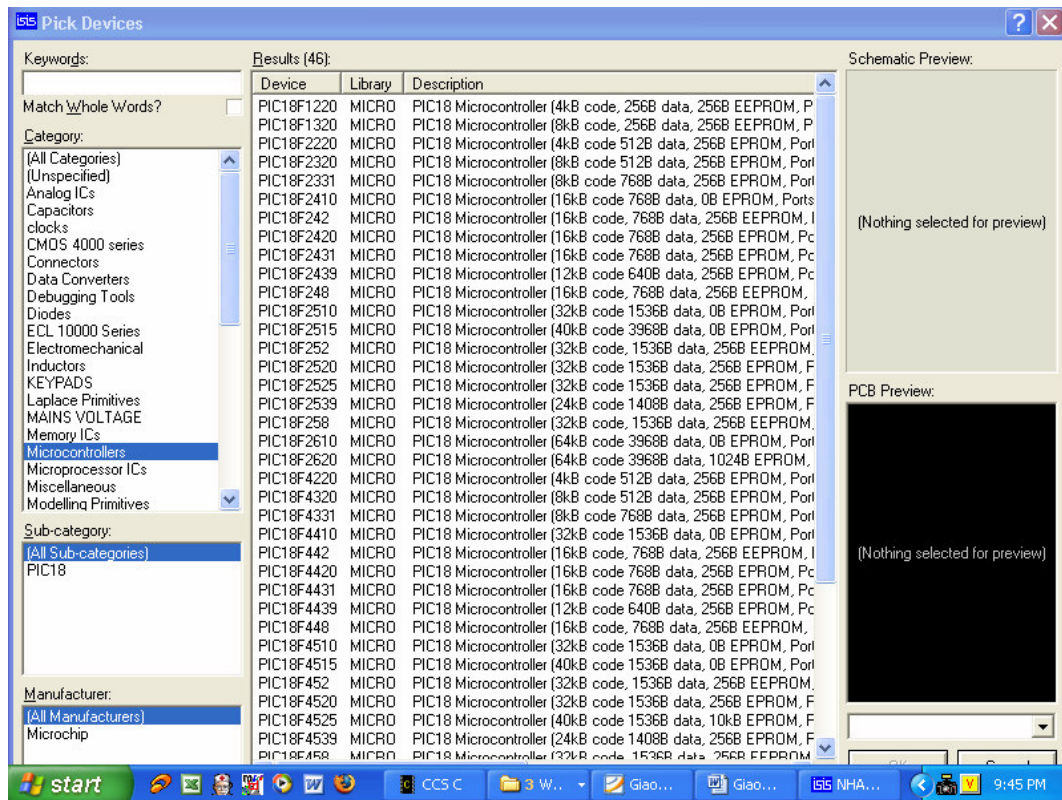 isis Pick Devices
Keywords:
Match Whole Words?
Category:
(All Categories)
(Unspecified)
Analog ICs
Capacitors
clocks
CMOS 4000 series
Connectors
Data Converters
Debugging Tools
Diodes
ECL 10000 Series
Electromechanical
Inductors
KEYPADS
Laplace Primitives
MAINS VOLTAGE
Memory ICs
Microcontrollers
Microprocessor ICs
Miscellaneous
Modelling Primitives
Sub-category:
(All Sub-categories)
PIC18
Manufacturer:
(All Manufacturers)
Microchip
Results (46):
Device Library Description
PIC18F1220 MICRO PIC18 Microcontroller (4kB code, 256B data, 256B EEPROM, P
PIC18F1320 MICRO PIC18 Microcontroller (8kB code, 256B data, 256B EEPROM, P
PIC18F2220 MICRO PIC18 Microcontroller (4kB code 512B data, 256B EPROM, Port
PIC18F2320 MICRO PIC18 Microcontroller (8kB code 512B data, 256B EPROM, Port
PIC18F2331 MICRO PIC18 Microcontroller (8kB code 768B data, 256B EPROM, Port
PIC18F2410 MICRO PIC18 Microcontroller (16kB code 768B data, 0B EPROM, Ports
PIC18F242 MICRO PIC18 Microcontroller (16kB code, 768B data, 256B EEPROM,
PIC18F2420 MICRO PIC18 Microcontroller (16kB code 768B data, 256B EPROM, Pc
PIC18F2431 MICRO PIC18 Microcontroller (16kB code 768B data, 256B EPROM, Pc
PIC18F2439 MICRO PIC18 Microcontroller (12kB code 640B data, 256B EPROM, Pc
PIC18F248 MICRO PIC18 Microcontroller (16kB code, 768B data, 256B EEPROM,
PIC18F2510 MICRO PIC18 Microcontroller (32kB code 1536B data, 0B EPROM, Port
PIC18F2515 MICRO PIC18 Microcontroller (40kB code 3968B data, 0B EPROM, Port
PIC18F252 MICRO PIC18 Microcontroller (32kB code, 1536B data, 256B EEPROM,
PIC18F2520 MICRO PIC18 Microcontroller (32kB code 1536B data, 256B EPROM, F
PIC18F2525 MICRO PIC18 Microcontroller (32kB code 1536B data, 256B EPROM, F
PIC18F2539 MICRO PIC18 Microcontroller (24kB code 1408B data, 256B EPROM, F
PIC18F258 MICRO PIC18 Microcontroller (32kB code, 1536B data, 256B EEPROM,
PIC18F2610 MICRO PIC18 Microcontroller (64kB code 3968B data, 0B EPROM, Port
PIC18F2620 MICRO PIC18 Microcontroller (64kB code 3968B data, 1024B EPROM,
PIC18F4220 MICRO PIC18 Microcontroller (4kB code 512B data, 256B EPROM, Port
PIC18F4320 MICRO PIC18 Microcontroller (8kB code 512B data, 256B EPROM, Port
PIC18F4331 MICRO PIC18 Microcontroller (8kB code 768B data, 256B EPROM, Port
PIC18F4410 MICRO PIC18 Microcontroller (32kB code 1536B data, 0B EPROM, Port
PIC18F442 MICRO PIC18 Microcontroller (16kB code, 768B data, 256B EEPROM,
PIC18F4420 MICRO PIC18 Microcontroller (16kB code 768B data, 256B EPROM, Pc
PIC18F4431 MICRO PIC18 Microcontroller (16kB code 768B data, 256B EPROM, Pc
PIC18F4439 MICRO PIC18 Microcontroller (12kB code 640B data, 256B EPROM, Pc
PIC18F448 MICRO PIC18 Microcontroller (16kB code, 768B data, 256B EEPROM,
PIC18F4510 MICRO PIC18 Microcontroller (32kB code 1536B data, 0B EPROM, Port
PIC18F4515 MICRO PIC18 Microcontroller (40kB code 1536B data, 0B EPROM, Port
PIC18F452 MICRO PIC18 Microcontroller (32kB code, 1536B data, 256B EEPROM,
PIC18F4520 MICRO PIC18 Microcontroller (32kB code 1536B data, 256B EPROM, F
PIC18F4525 MICRO PIC18 Microcontroller (40kB code 1536B data, 10kB EPROM, F
PIC18F4539 MICRO PIC18 Microcontroller (24kB code 1408B data, 256B EPROM, F
PIC18F458 MICRO PIC18 Microcontroller (32kB code, 1536B data, 256B EEPROM
Schematic Preview:
(Nothing selected for preview)
PCB Preview:
(Nothing selected for preview)
start
CCS C
3 W..
Giao...
Giao...
isis NHA...
V
9:45 PM